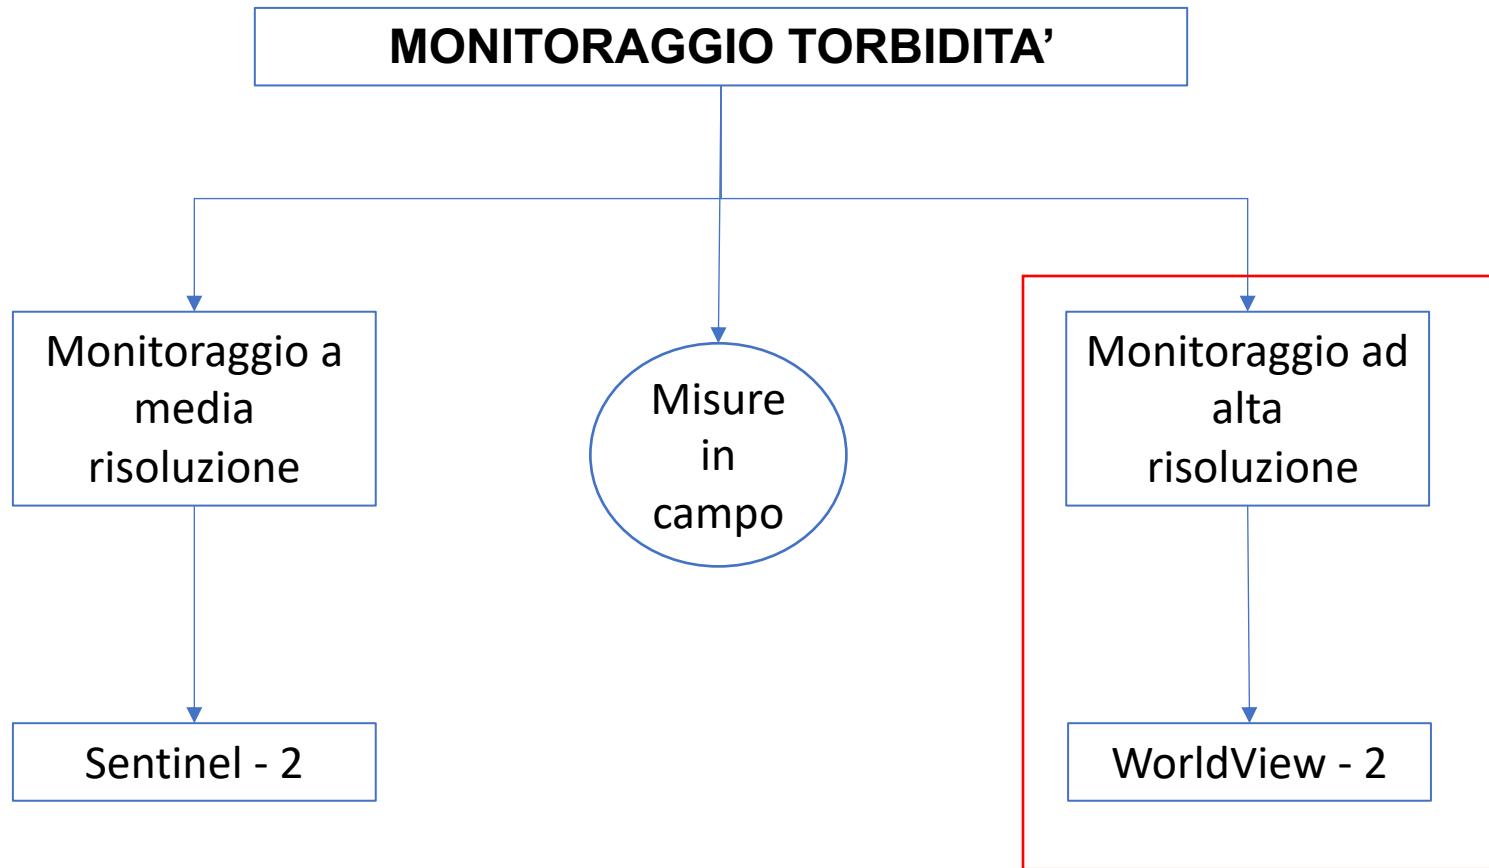 MONITORAGGIO TORBIDITA’
Monitoraggio a
media
risoluzione
Misure
in
campo
Monitoraggio ad
alta
risoluzione
Sentinel - 2
WorldView - 2